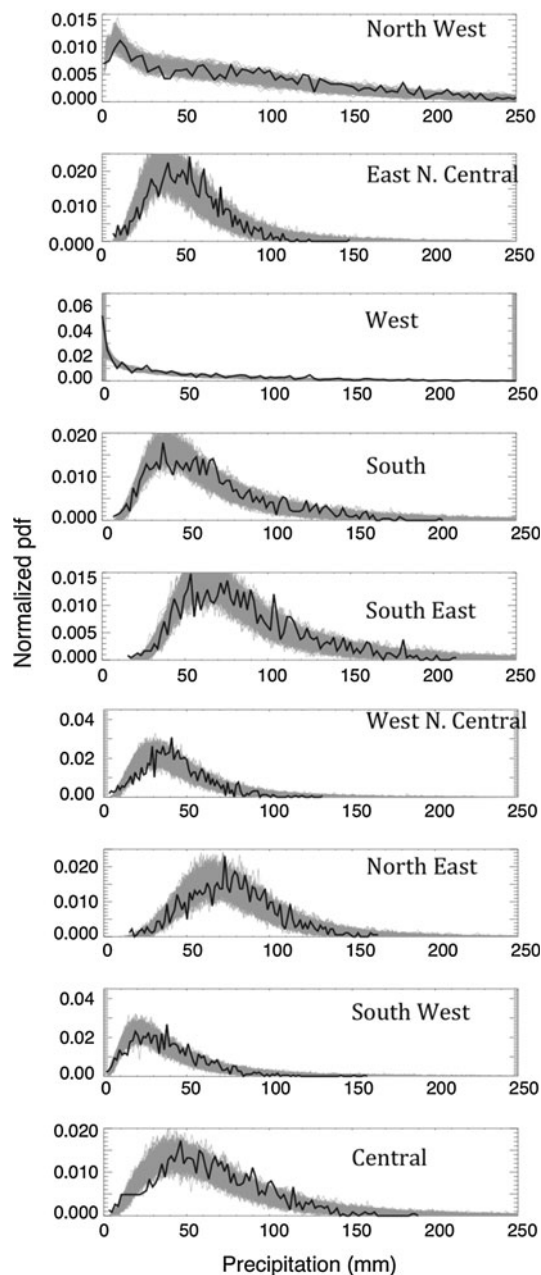 0.015
North West
0.010
0.005
0.000
0 50 100 150 200 250
0.020
East N. Central
0.010
0.000
0 50 100 150 200 250
0.06
West
0.04
0.02
0.00
0 50 100 150 200 250
0.020
South
0.010
0.000
0 50 100 150 200 250
0.015
South East
0.010
0.005
0.000
0 50 100 150 200 250
0.04
West N. Central
0.02
0.00
0 50 100 150 200 250
0.020
North East
0.010
0.000
0 50 100 150 200 250
0.04
South West
0.02
0.00
0 50 100 150 200 250
0.020
Central
0.010
0.000
0 50 100 150 200 250
Normalized pdf
Precipitation (mm)